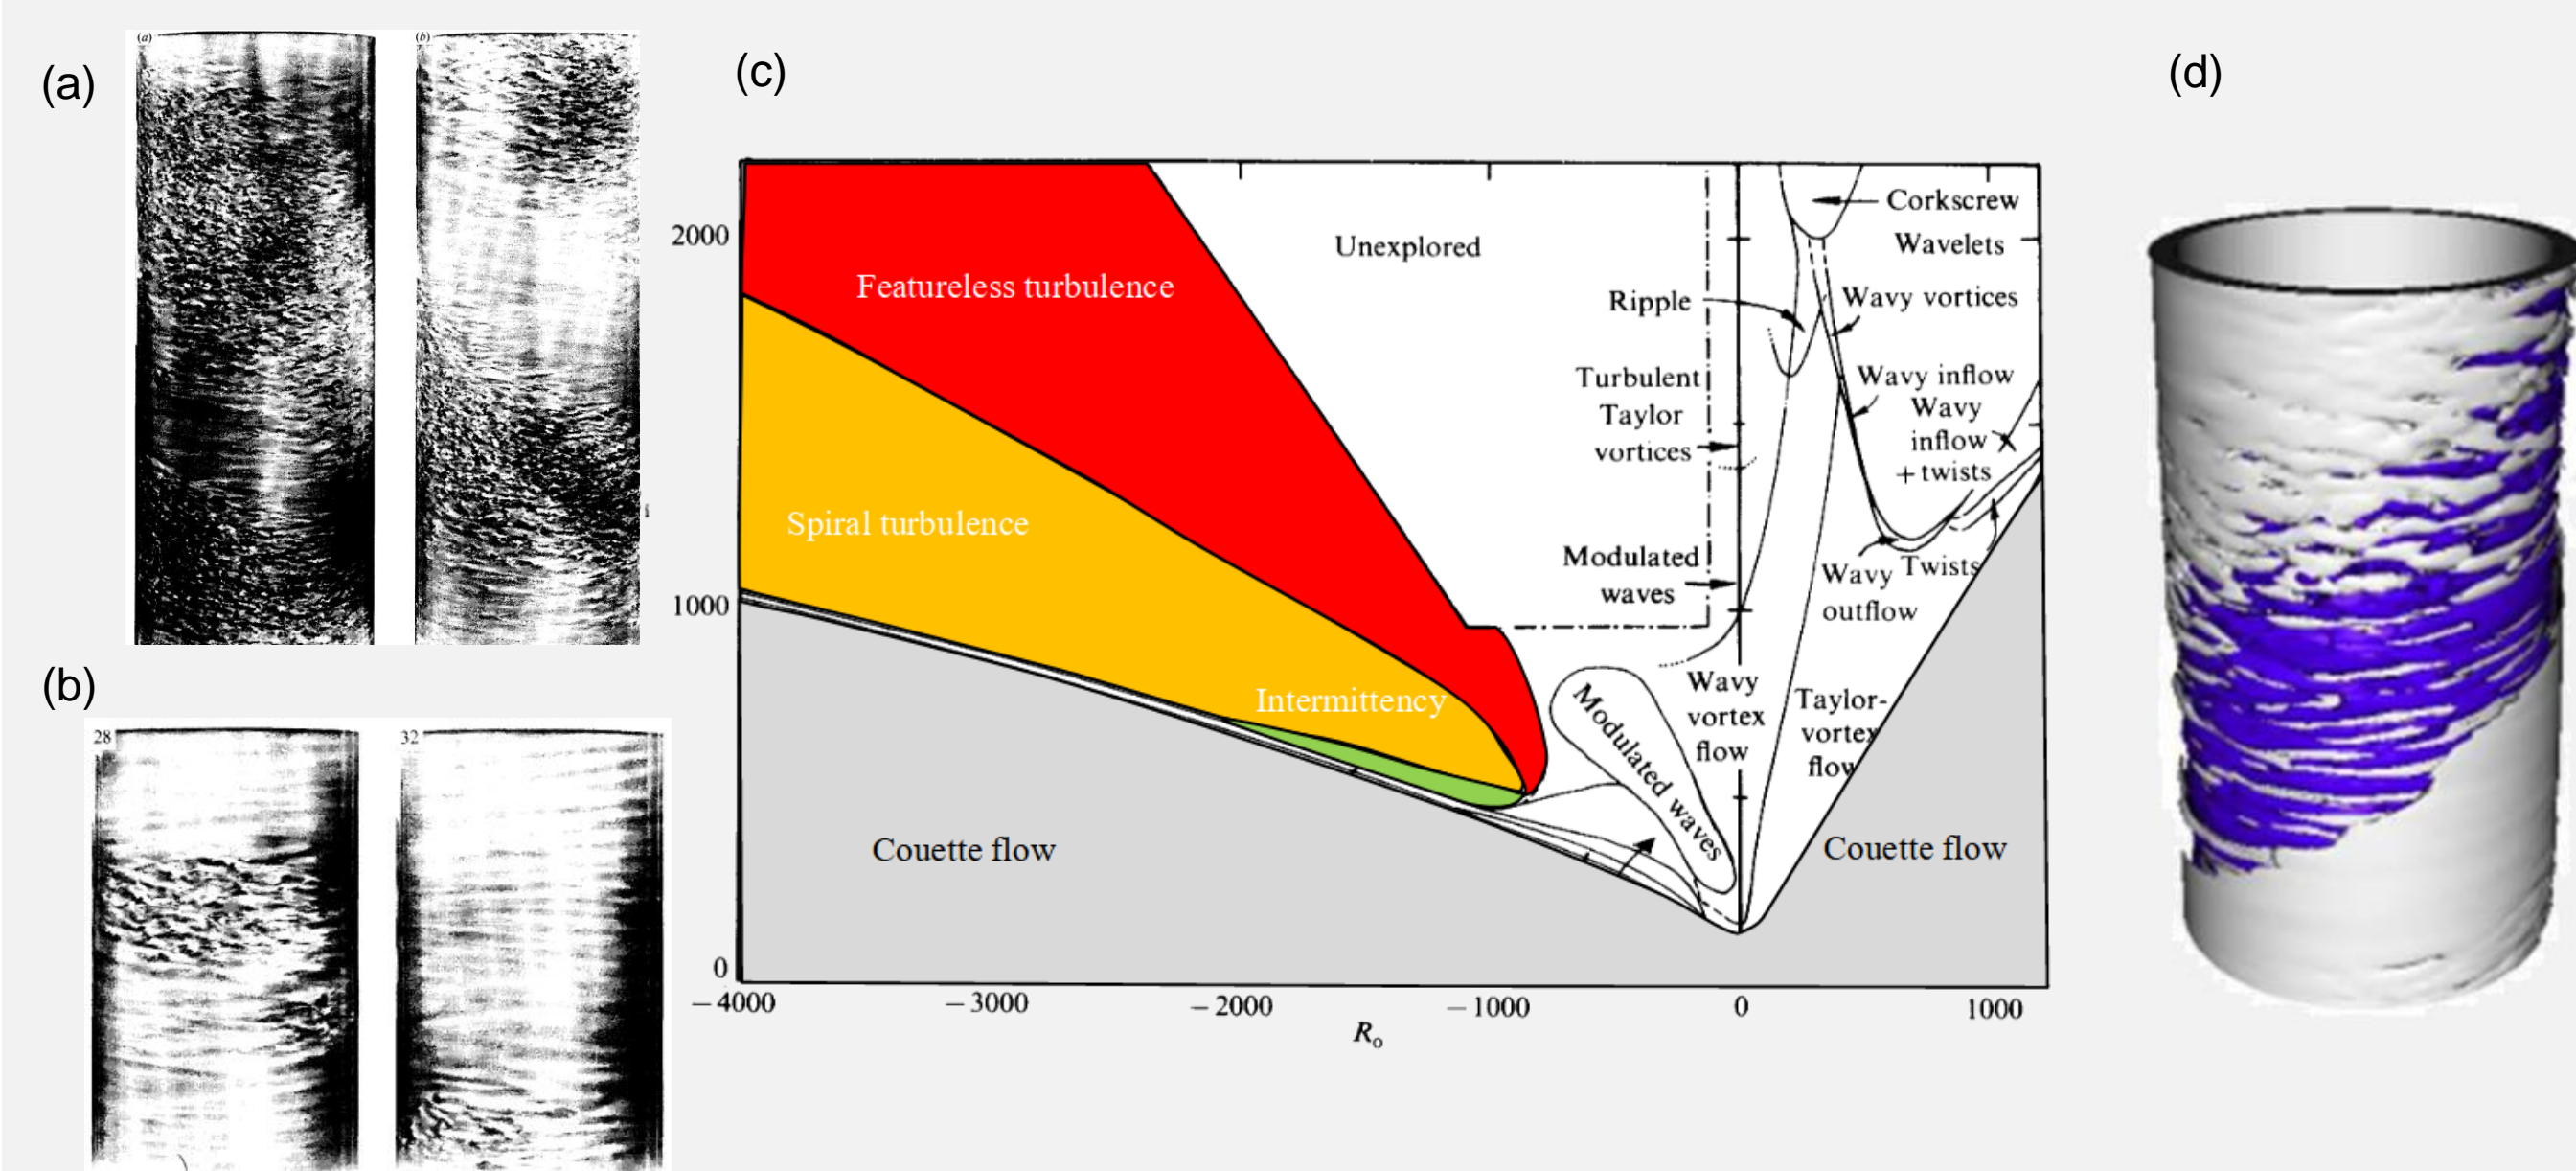 (a)
(a)
(b)
(b)
28
32
(c)
2000
1000
0
Featureless turbulence
Spiral turbulence
Intermittency
Couette flow
Unexplored
Ripple
Turbulent
Taylor
vortices
Modulated
waves
Modulated waves
Wavy
vortex
flow
Taylor-
vortex
flow
Corkscrew
Wavelets
Wavy vortices
Wavy inflow
Wavy
inflow
+ twists
Wavy
outflow
Twists
Couette flow
−4000
−3000
−2000
−1000
0
1000
Ro
(d)